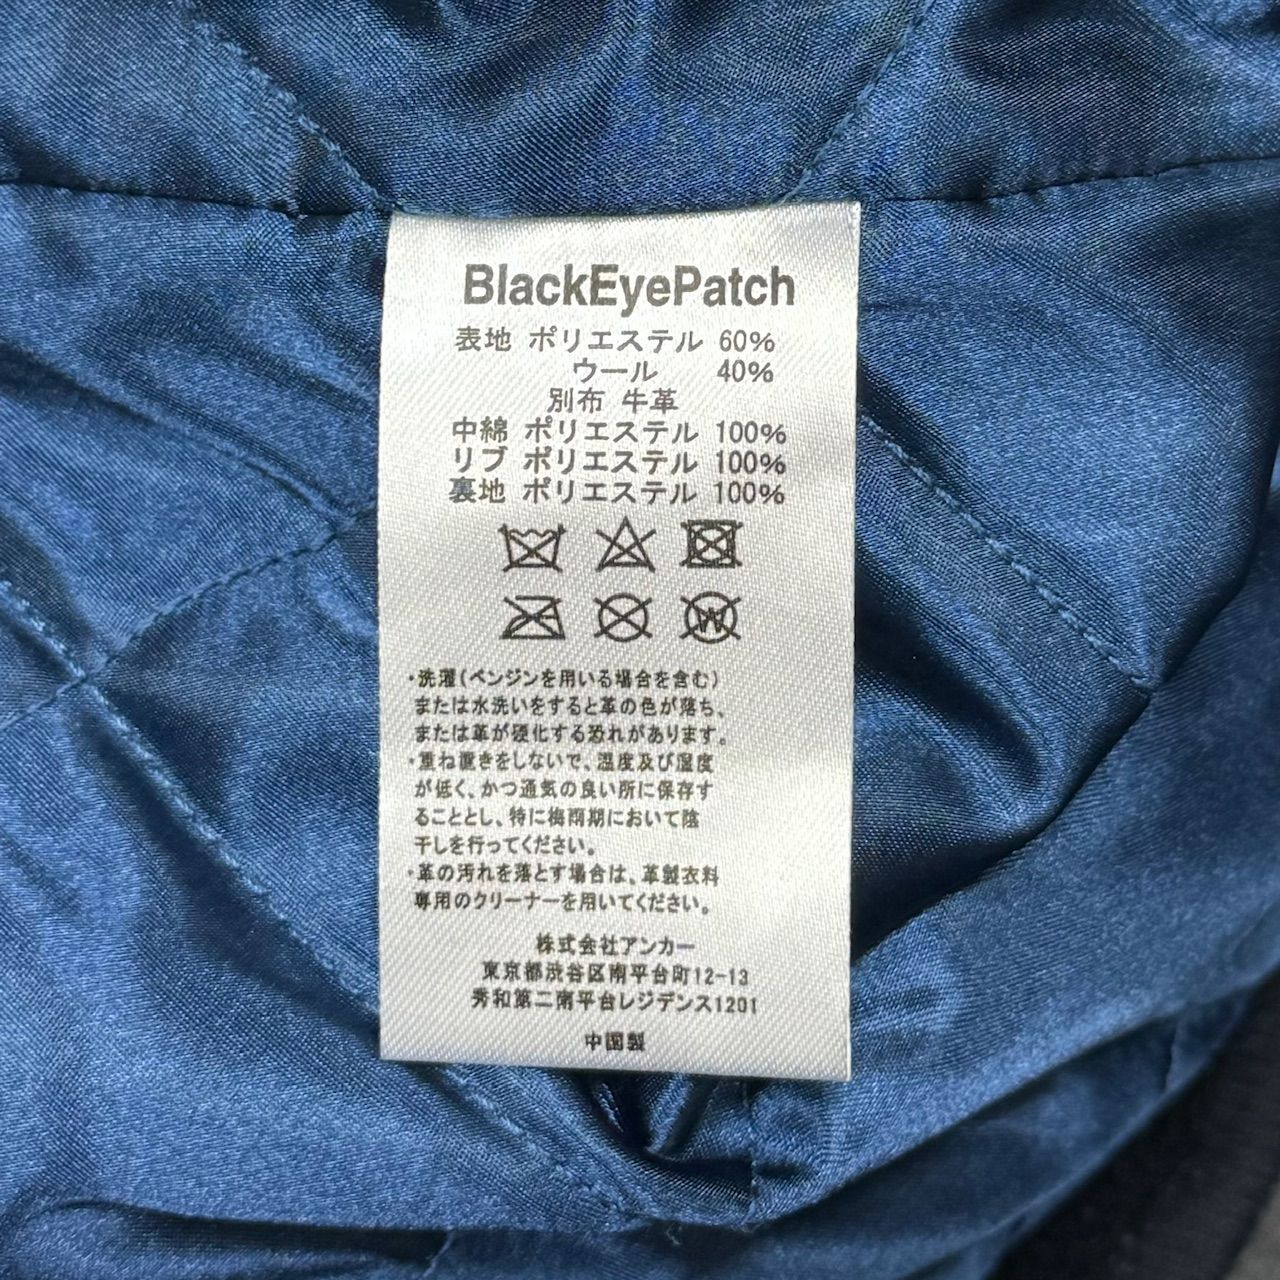 BlackEyePatch
表地 ポリエステル 60%
ウール 40%
別布 牛革
中綿 ポリエステル 100%
リブ ポリエステル 100%
裏地 ポリエステル 100%
W
・洗濯(ベンジンを用いる場合を含む)
または水洗いをすると革の色が落ち、
または革が硬化する恐れがあります。
・重ね置きをしないで、温度及び湿度
が低く、かつ通気の良い所に保存す
ることとし、特に梅雨期において陰
干しを行ってください。
・革の汚れを落とす場合は、革製衣料
専用のクリーナーを用いてください。
株式会社アンカー
東京都渋谷区南平台町12-13
秀和第二南平台レジデンス1201
中国製